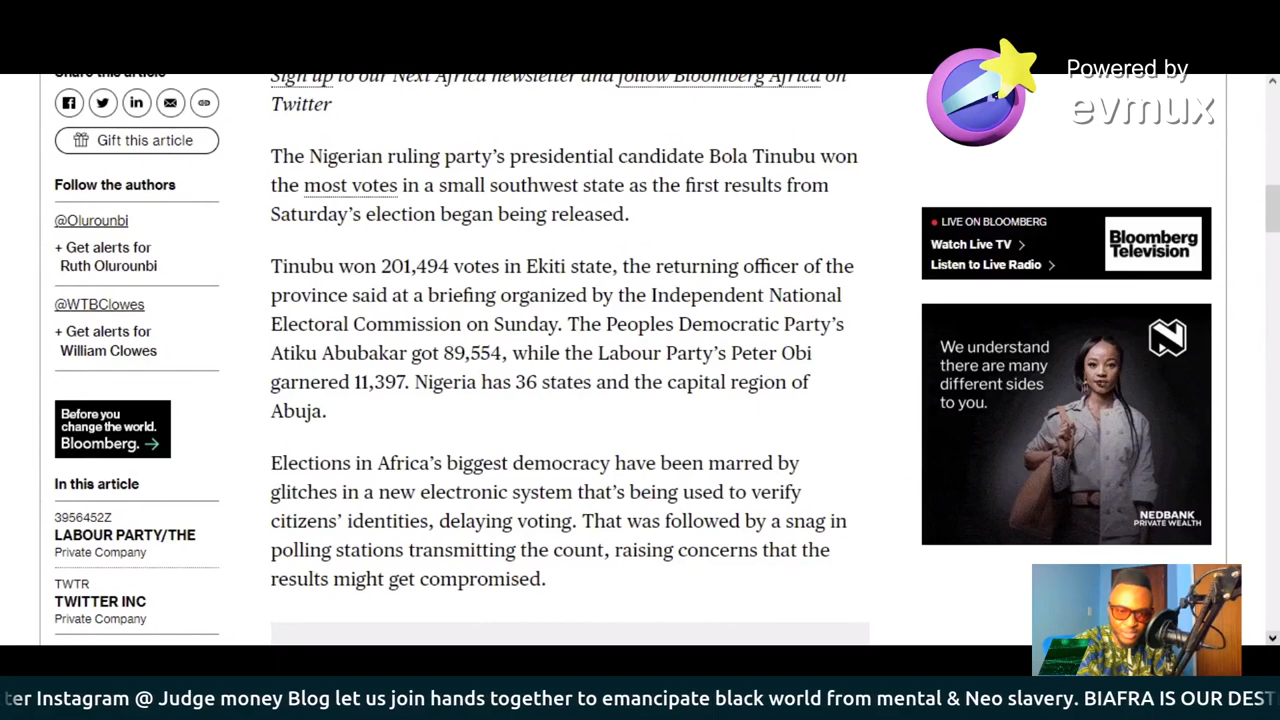 Share this article
Gift this article
Follow the authors
@Olurounbi
+ Get alerts for
Ruth Olurounbi
@WTBClowes
+ Get alerts for
William Clowes
Before you
change the world.
Bloomberg. →
In this article
3956452Z
LABOUR PARTY/THE
Private Company
TWTR
TWITTER INC
Private Company
Sign up to our Next Africa newsletter and follow Bloomberg Africa on
Twitter
The Nigerian ruling party’s presidential candidate Bola Tinubu won
the most votes in a small southwest state as the first results from
Saturday’s election began being released.
Tinubu won 201,494 votes in Ekiti state, the returning officer of the
province said at a briefing organized by the Independent National
Electoral Commission on Sunday. The Peoples Democratic Party’s
Atiku Abubakar got 89,554, while the Labour Party’s Peter Obi
garnered 11,397. Nigeria has 36 states and the capital region of
Abuja.
Elections in Africa’s biggest democracy have been marred by
glitches in a new electronic system that’s being used to verify
citizens’ identities, delaying voting. That was followed by a snag in
polling stations transmitting the count, raising concerns that the
results might get compromised.
Powered by
evmux
LIVE ON BLOOMBERG
Watch Live TV
Listen to Live Radio
Bloomberg
Television
We understand
there are many
different sides
to you.
NEDBANK
PRIVATE WEALTH
ter Instagram @ Judge money Blog let us join hands together to emancipate black world from mental & Neo slavery. BIAFRA IS OUR DEST